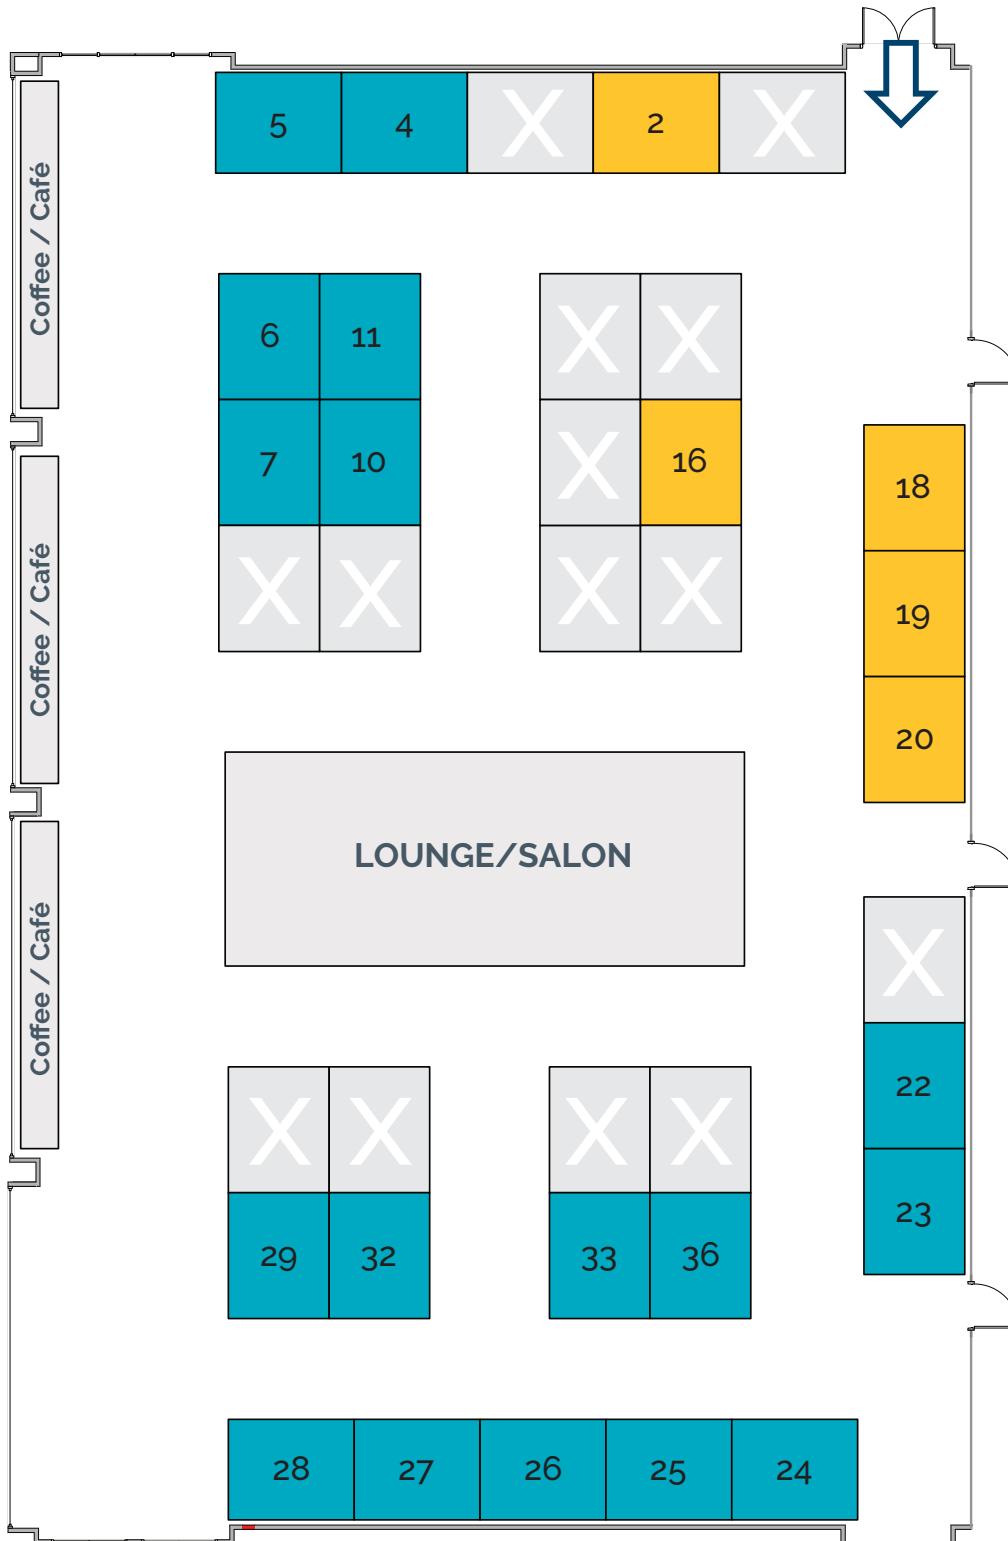 5 4 X 2 X
Coffee / Café
6 11 X X
7 10 X 16
X X X X
18
19
20
Coffee / Café
LOUNGE/SALON
Coffee / Café
X
22
23
X X X X
29 32 33 36
28 27 26 25 24